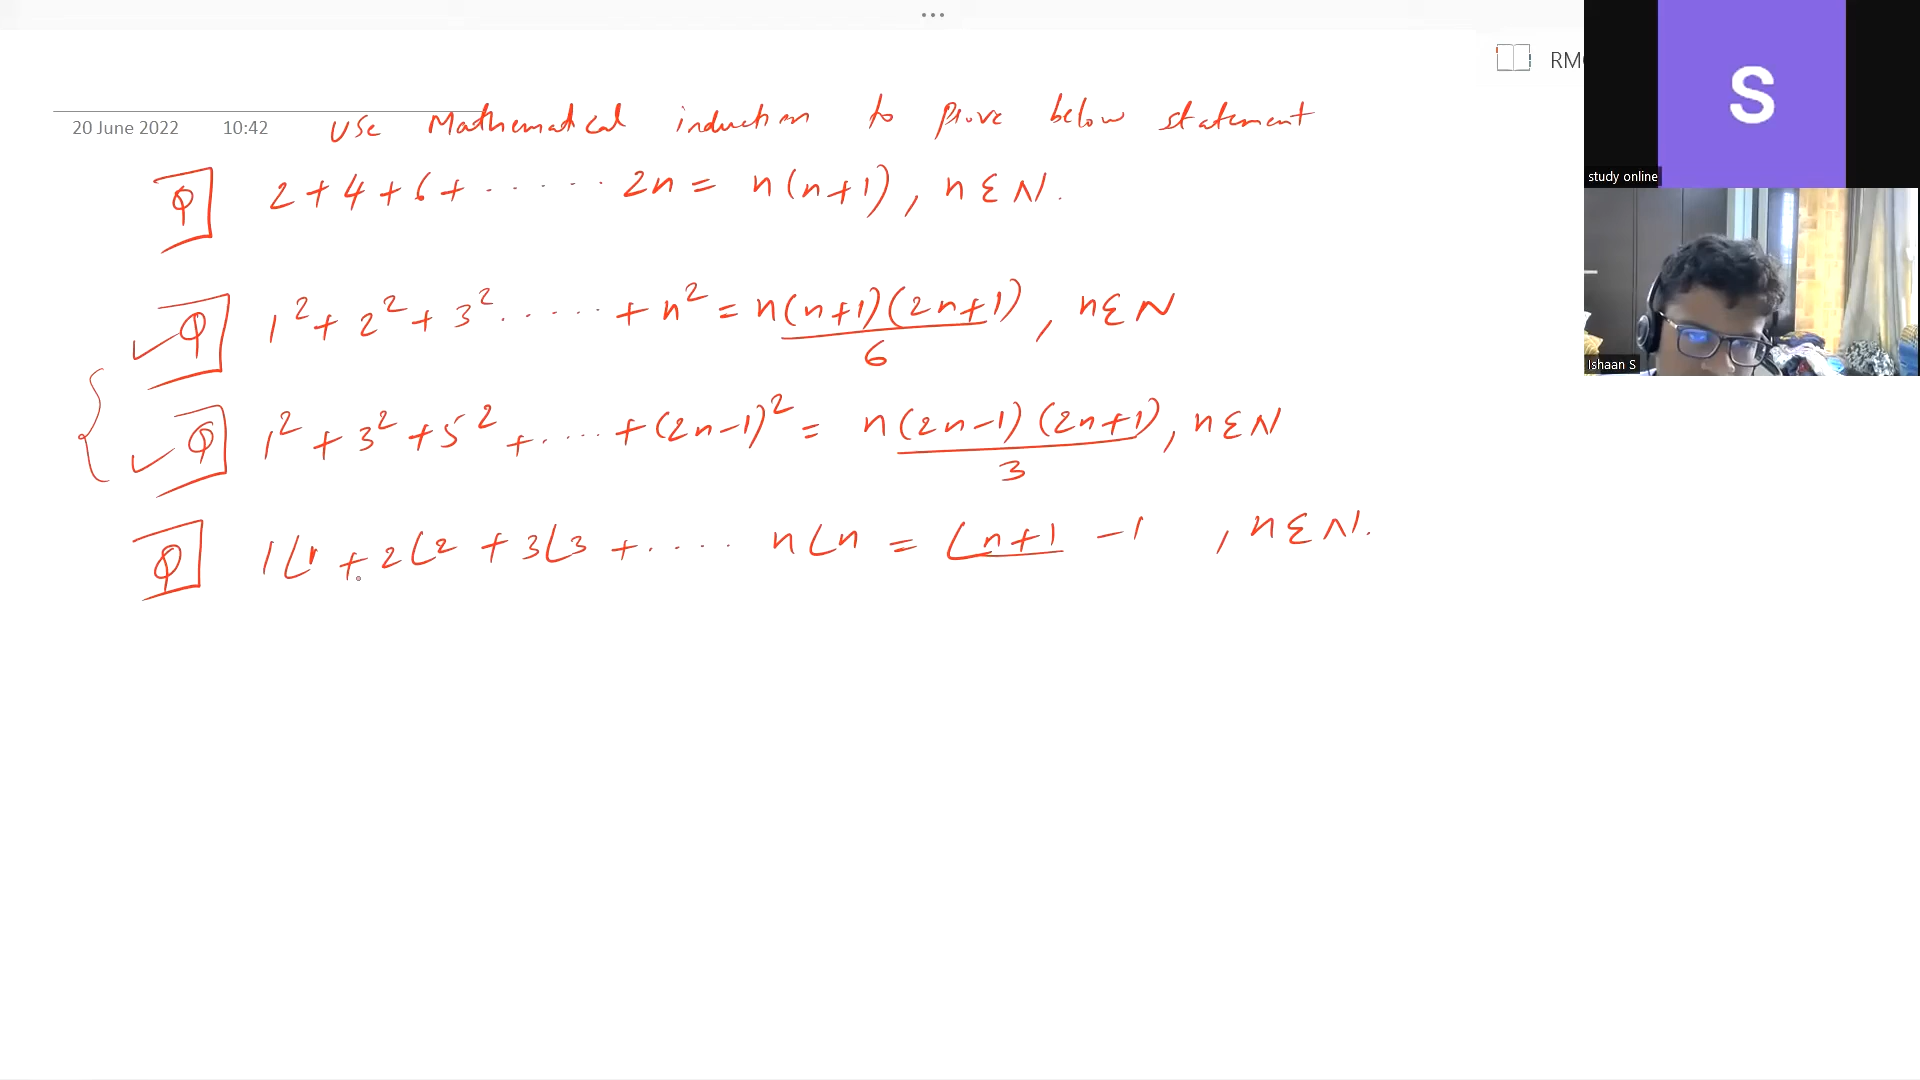 RM
20 June 2022 10:42 Use Mathematical induction to prove below statement
Q 2+4+6+ ...... 2n = n(n+1), n ∈ N.
Q 1² + 2² + 3² ...... + n² = n(n+1)(2n+1)/6, n ∈ N
Q 1² + 3² + 5² + .... + (2n-1)² = n(2n-1)(2n+1)/3, n ∈ N
Q 1∟1 + 2∟2 + 3∟3 + .... n∟n = ∟n+1 -1 , n ∈ N.
S
study online
Ishaan S